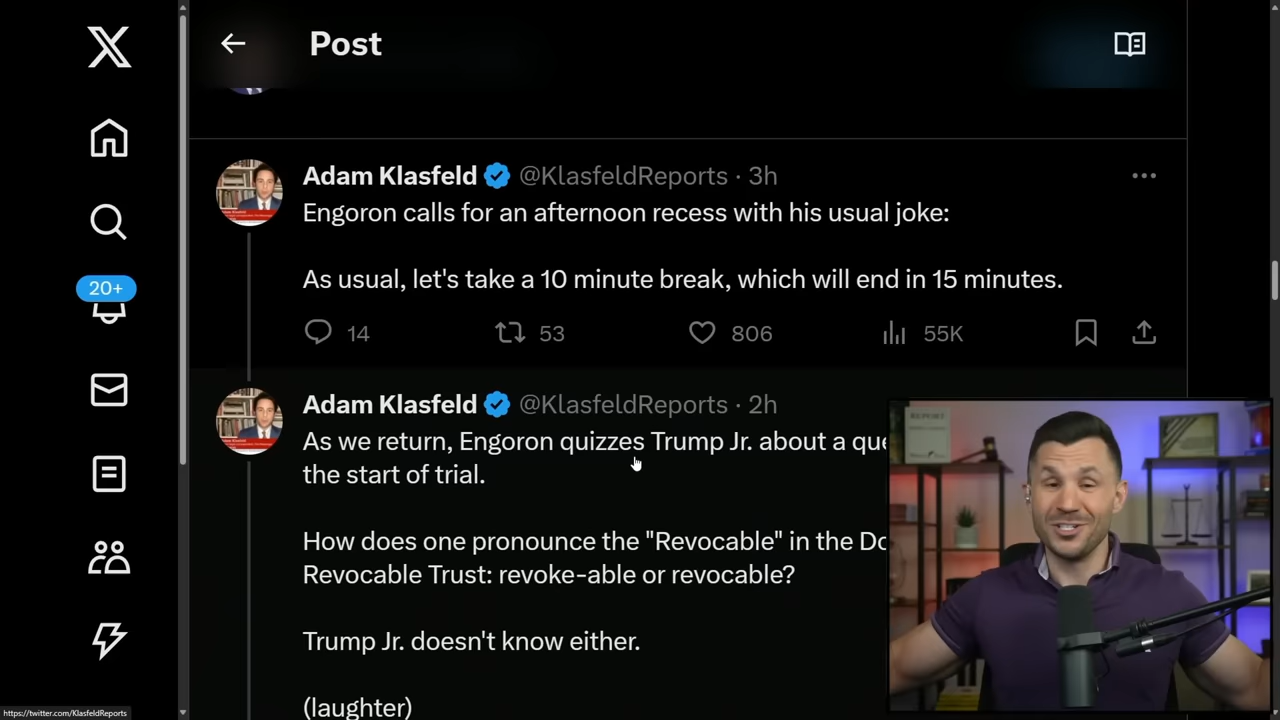 Post
Adam Klasfeld @KlasfeldReports · 3h
Engoron calls for an afternoon recess with his usual joke:
As usual, let's take a 10 minute break, which will end in 15 minutes.
14 53 806 55K
20+
Adam Klasfeld @KlasfeldReports · 2h
As we return, Engoron quizzes Trump Jr. about a
the start of trial.
How does one pronounce the "Revocable" in the
Revocable Trust: revoke-able or revocable?
Trump Jr. doesn't know either.
(laughter)
https://twitter.com/KlasfeldReports